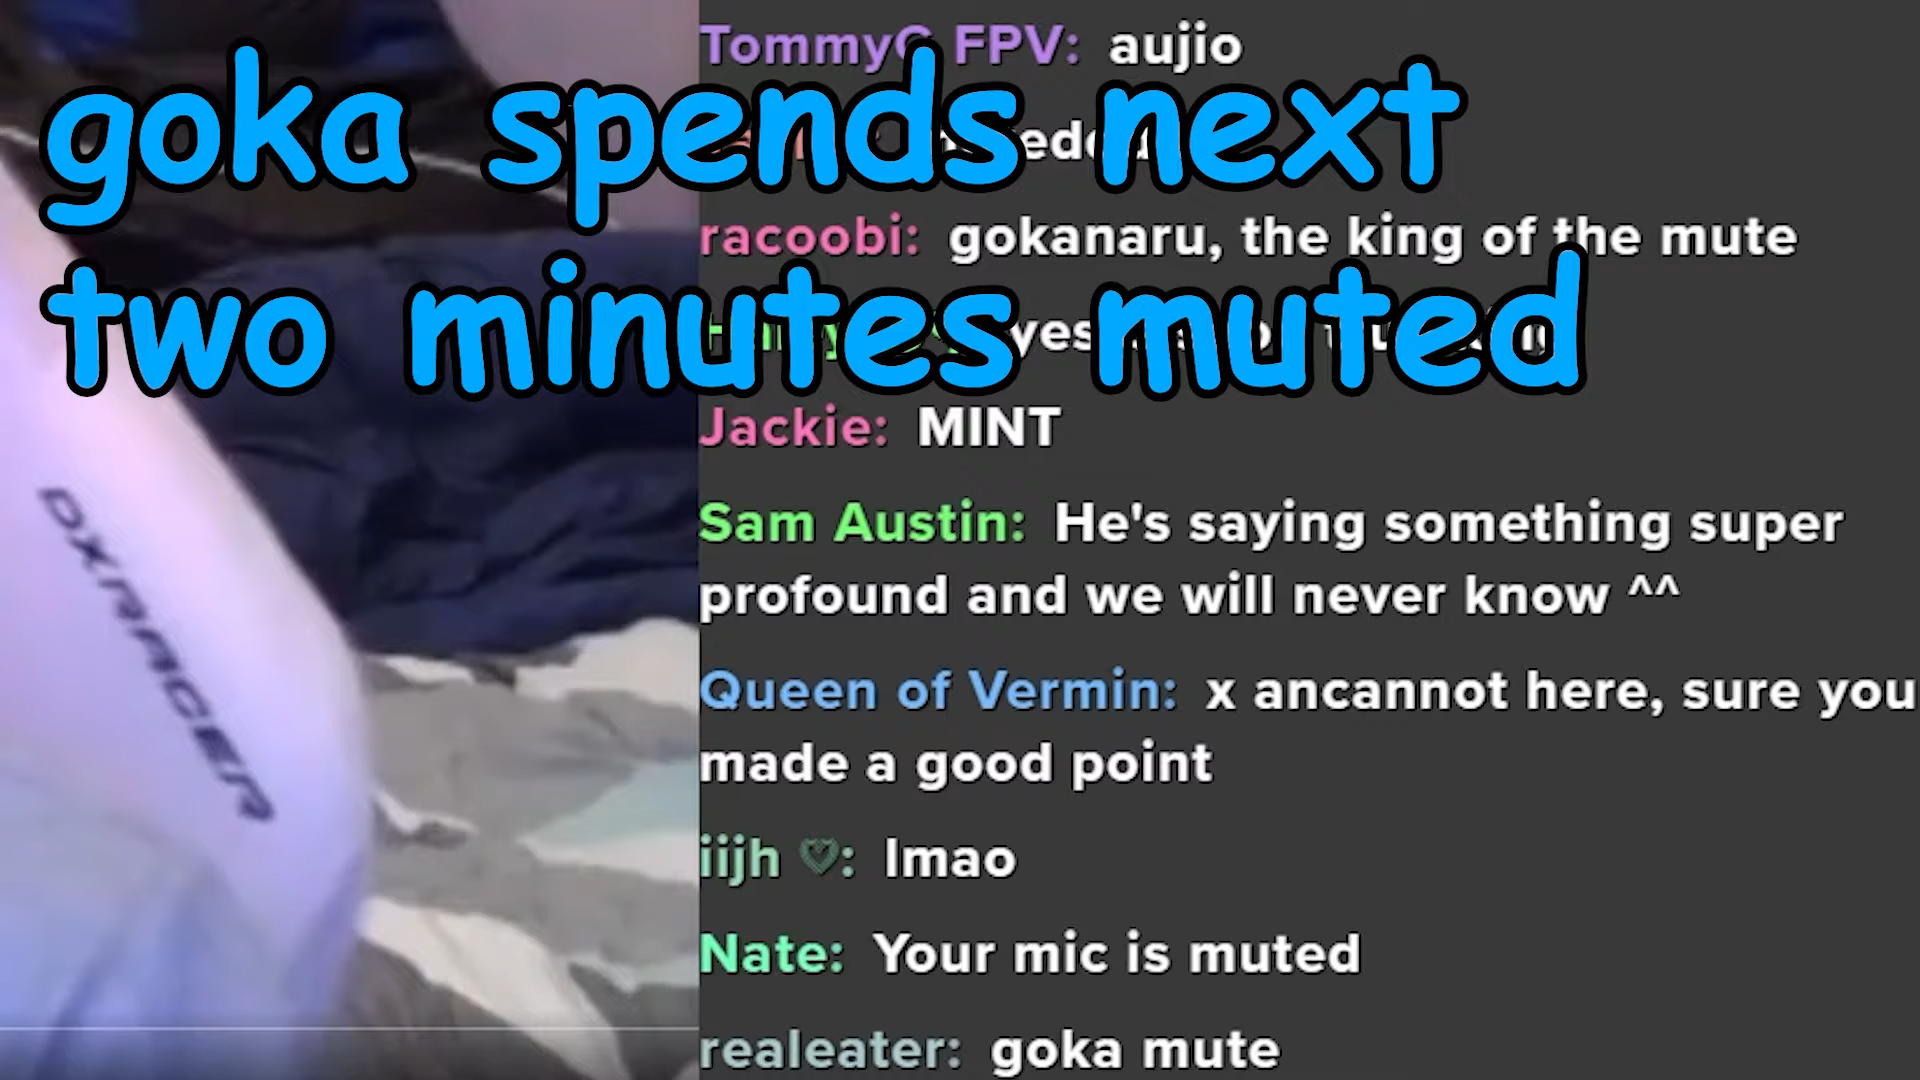 goka spends next
two minutes muted
DXRACER
TommyC FPV: aujio
racoobi: gokanaru, the king of the mute
yes
Jackie: MINT
Sam Austin: He's saying something super
profound and we will never know ^^
Queen of Vermin: x ancannot here, sure you
made a good point
iijh ♡: lmao
Nate: Your mic is muted
realeater: goka mute